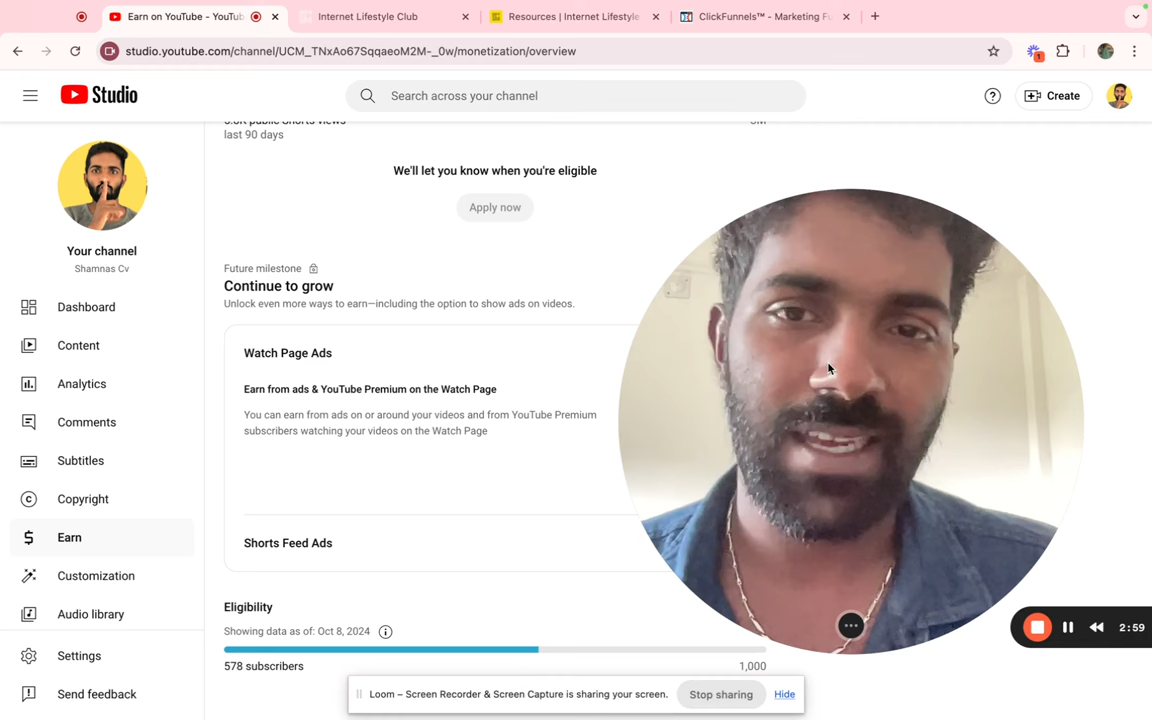 Earn on YouTube - YouTub
Internet Lifestyle Club
Resources | Internet Lifestyle
ClickFunnels™ - Marketing Fu
studio.youtube.com/channel/UCM_TNxAo67SqqaeoM2M-_0w/monetization/overview
1
Studio
Search across your channel
Create
last 90 days
We'll let you know when you're eligible
Apply now
Your channel
Shamnas Cv
Future milestone
Continue to grow
Unlock even more ways to earn—including the option to show ads on videos.
Dashboard
Content
Analytics
Comments
Subtitles
Copyright
Earn
Customization
Audio library
Settings
Send feedback
Watch Page Ads
Earn from ads & YouTube Premium on the Watch Page
You can earn from ads on or around your videos and from YouTube Premium
subscribers watching your videos on the Watch Page
Shorts Feed Ads
Eligibility
Showing data as of: Oct 8, 2024
578 subscribers
1,000
2:59
Loom – Screen Recorder & Screen Capture is sharing your screen.
Stop sharing
Hide